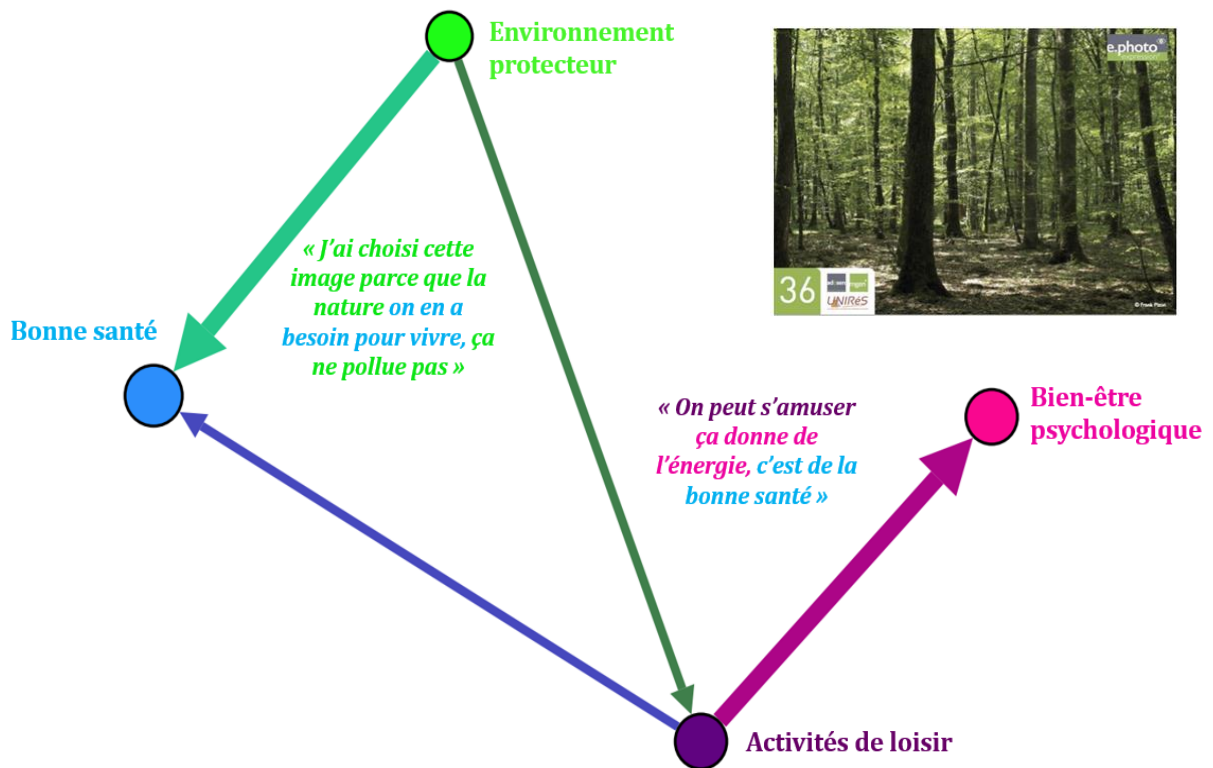 Environnement
protecteur
e.photo
l'expression
« J'ai choisi cette
image parce que la
nature on en a
besoin pour vivre, ça
ne pollue pas »
36
UNIRéS
Bonne santé
« On peut s'amuser
ça donne de
l'énergie, c'est de la
bonne santé »
Bien-être
psychologique
Activités de loisir